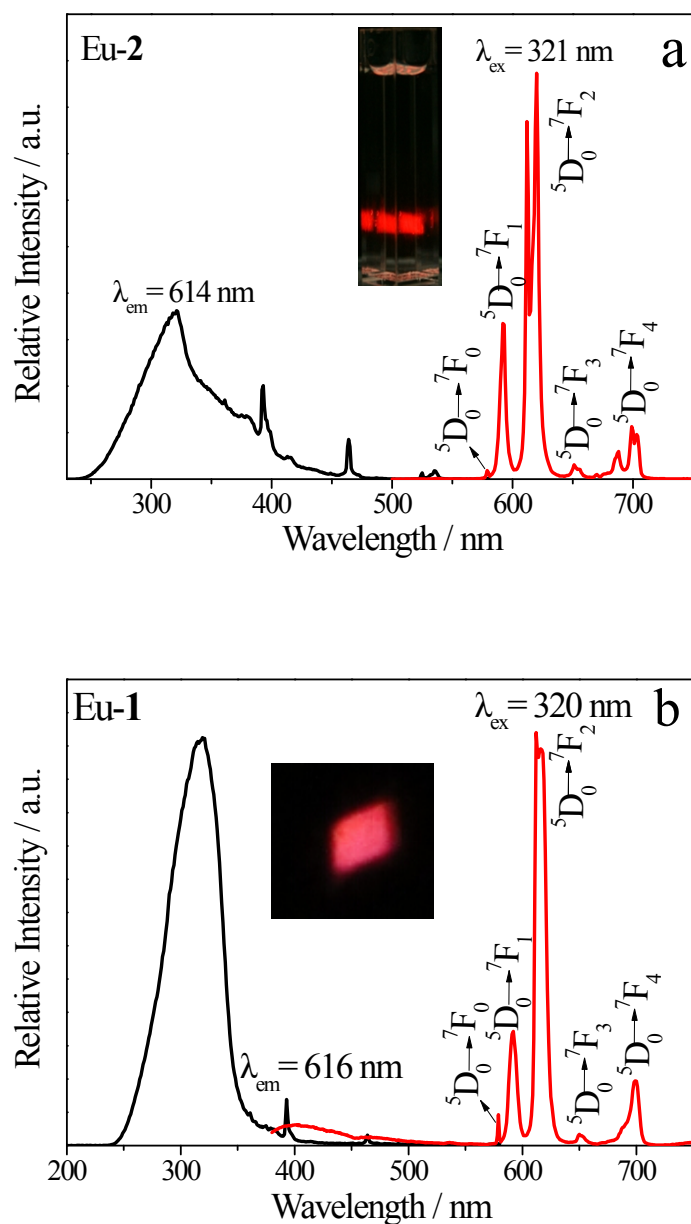 Eu-2
λex = 321 nm
a
⁵D₀→⁷F₂
⁵D₀→⁷F₁
λem = 614 nm
⁵D₀→⁷F₀
⁵D₀→⁷F₃
⁵D₀→⁷F₄
Relative Intensity / a.u.
300 400 500 600 700
Wavelength / nm
Eu-1
λex = 320 nm
b
⁵D₀→⁷F₂
⁵D₀→⁷F₁
⁵D₀→⁷F₀
⁵D₀→⁷F₃
⁵D₀→⁷F₄
λem = 616 nm
Relative Intensity / a.u.
200 300 400 500 600 700
Wavelength / nm